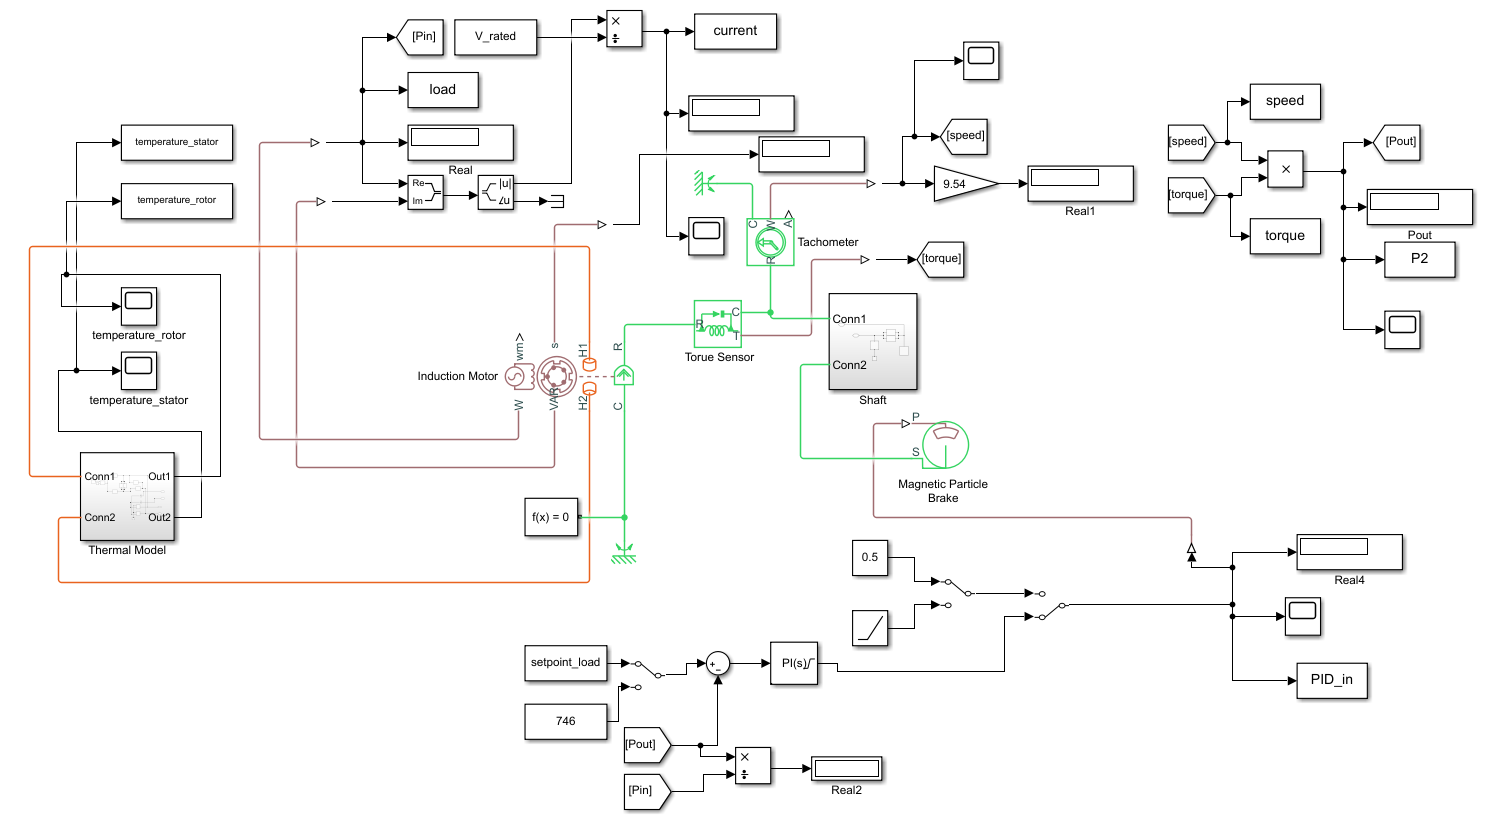 [Pin]
V_rated
×
÷
current
load
[speed]
speed
temperature_stator
Real
Re
Im
|u|
∠u
9.54
Real1
[speed]
[torque]
×
[Pout]
temperature_rotor
torque
Pout
P2
C
W
A
R
Tachometer
[torque]
temperature_rotor
temperature_stator
R
C
T
Torue Sensor
Conn1
Conn2
Shaft
Induction Motor
wm
s
H1
R
W
VAR
H2
C
P
S
Magnetic Particle
Brake
Conn1
Out1
Conn2
Out2
Thermal Model
f(x) = 0
0.5
Real4
setpoint_load
+
−
PI(s)
PID_in
746
[Pout]
[Pin]
×
÷
Real2